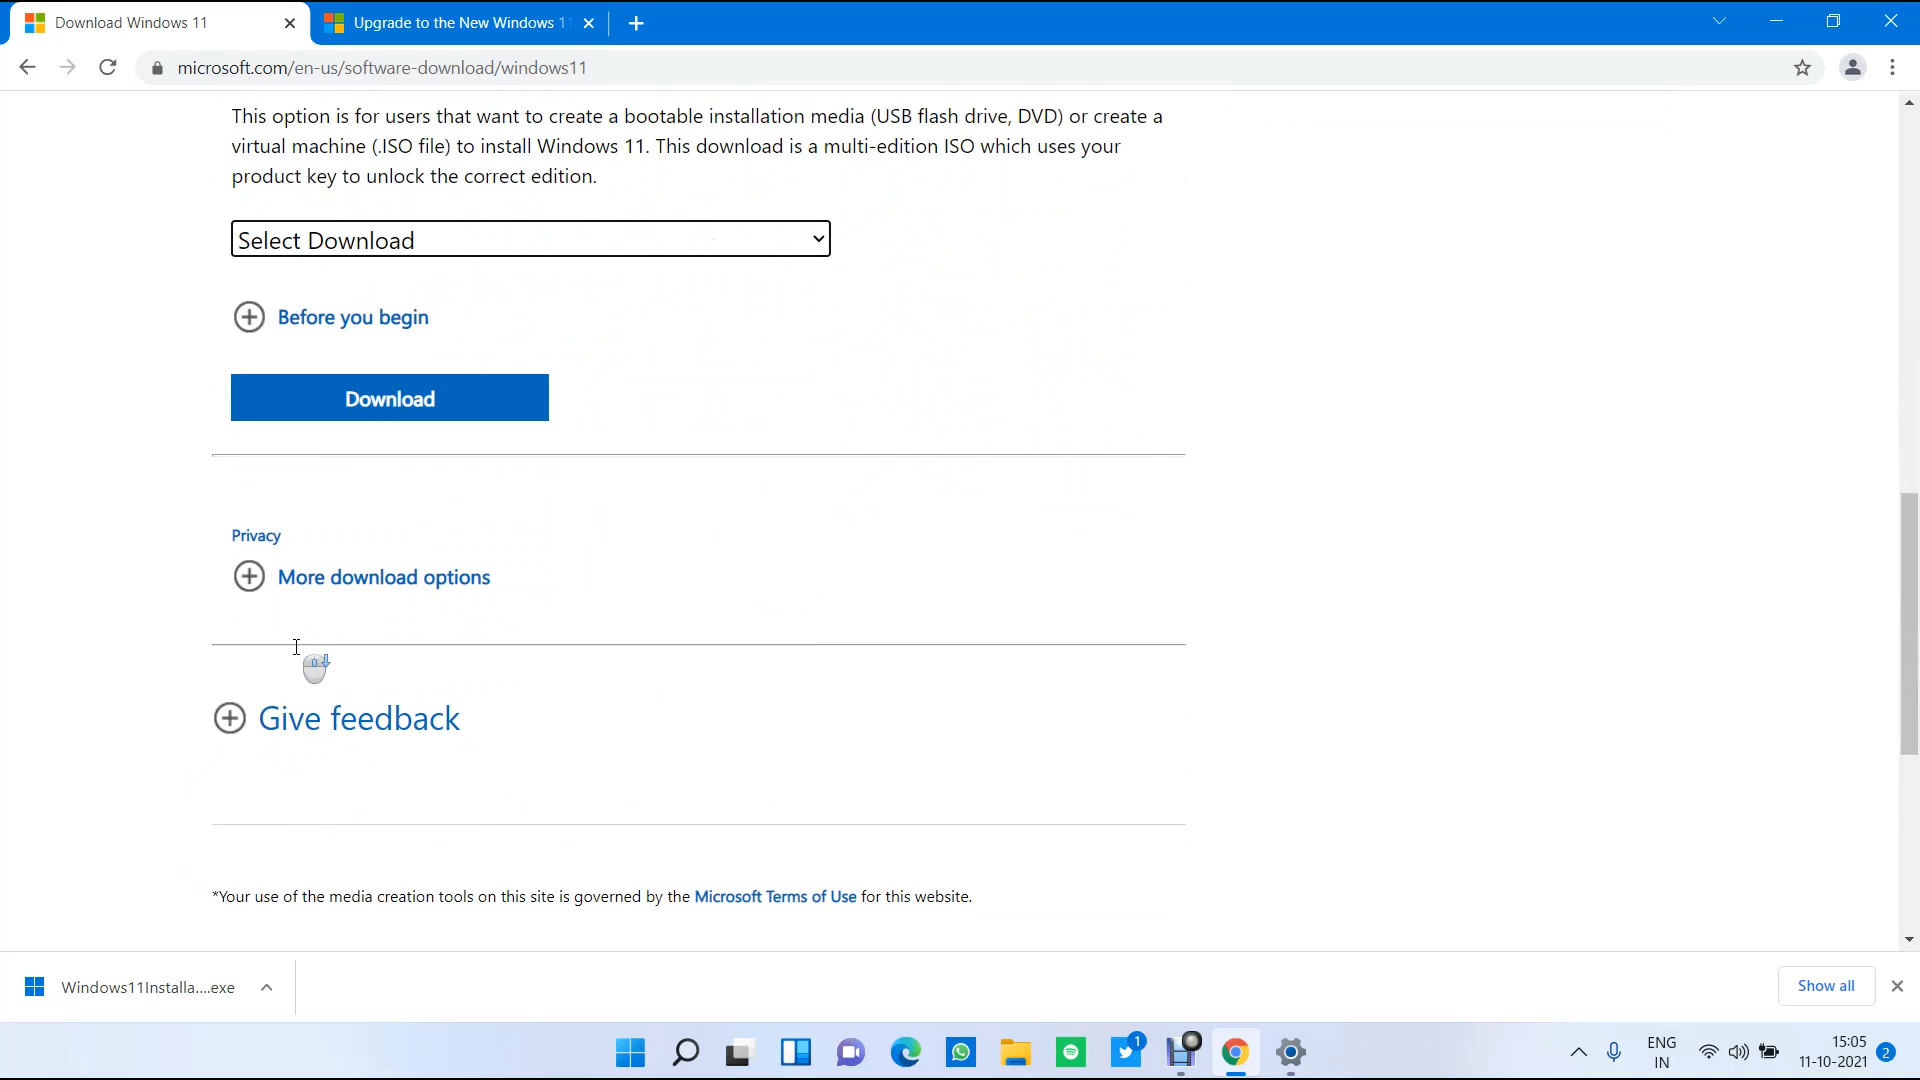 Download Windows 11
Upgrade to the New Windows 11
microsoft.com/en-us/software-download/windows11
This option is for users that want to create a bootable installation media (USB flash drive, DVD) or create a
virtual machine (.ISO file) to install Windows 11. This download is a multi-edition ISO which uses your
product key to unlock the correct edition.
Select Download
Before you begin
Download
Privacy
More download options
Give feedback
*Your use of the media creation tools on this site is governed by the Microsoft Terms of Use for this website.
Windows11Installa....exe
Show all
1
ENG
IN
15:05
11-10-2021
2